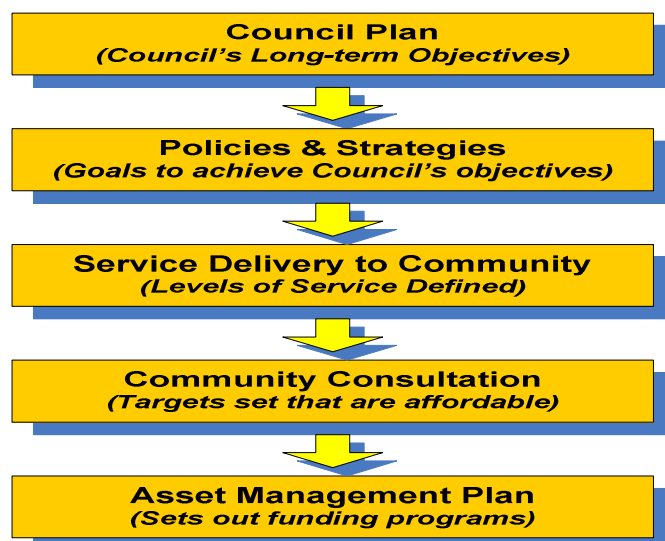 Council Plan
(Council's Long-term Objectives)
Policies & Strategies
(Goals to achieve Council's objectives)
Service Delivery to Community
(Levels of Service Defined)
Community Consultation
(Targets set that are affordable)
Asset Management Plan
(Sets out funding programs)